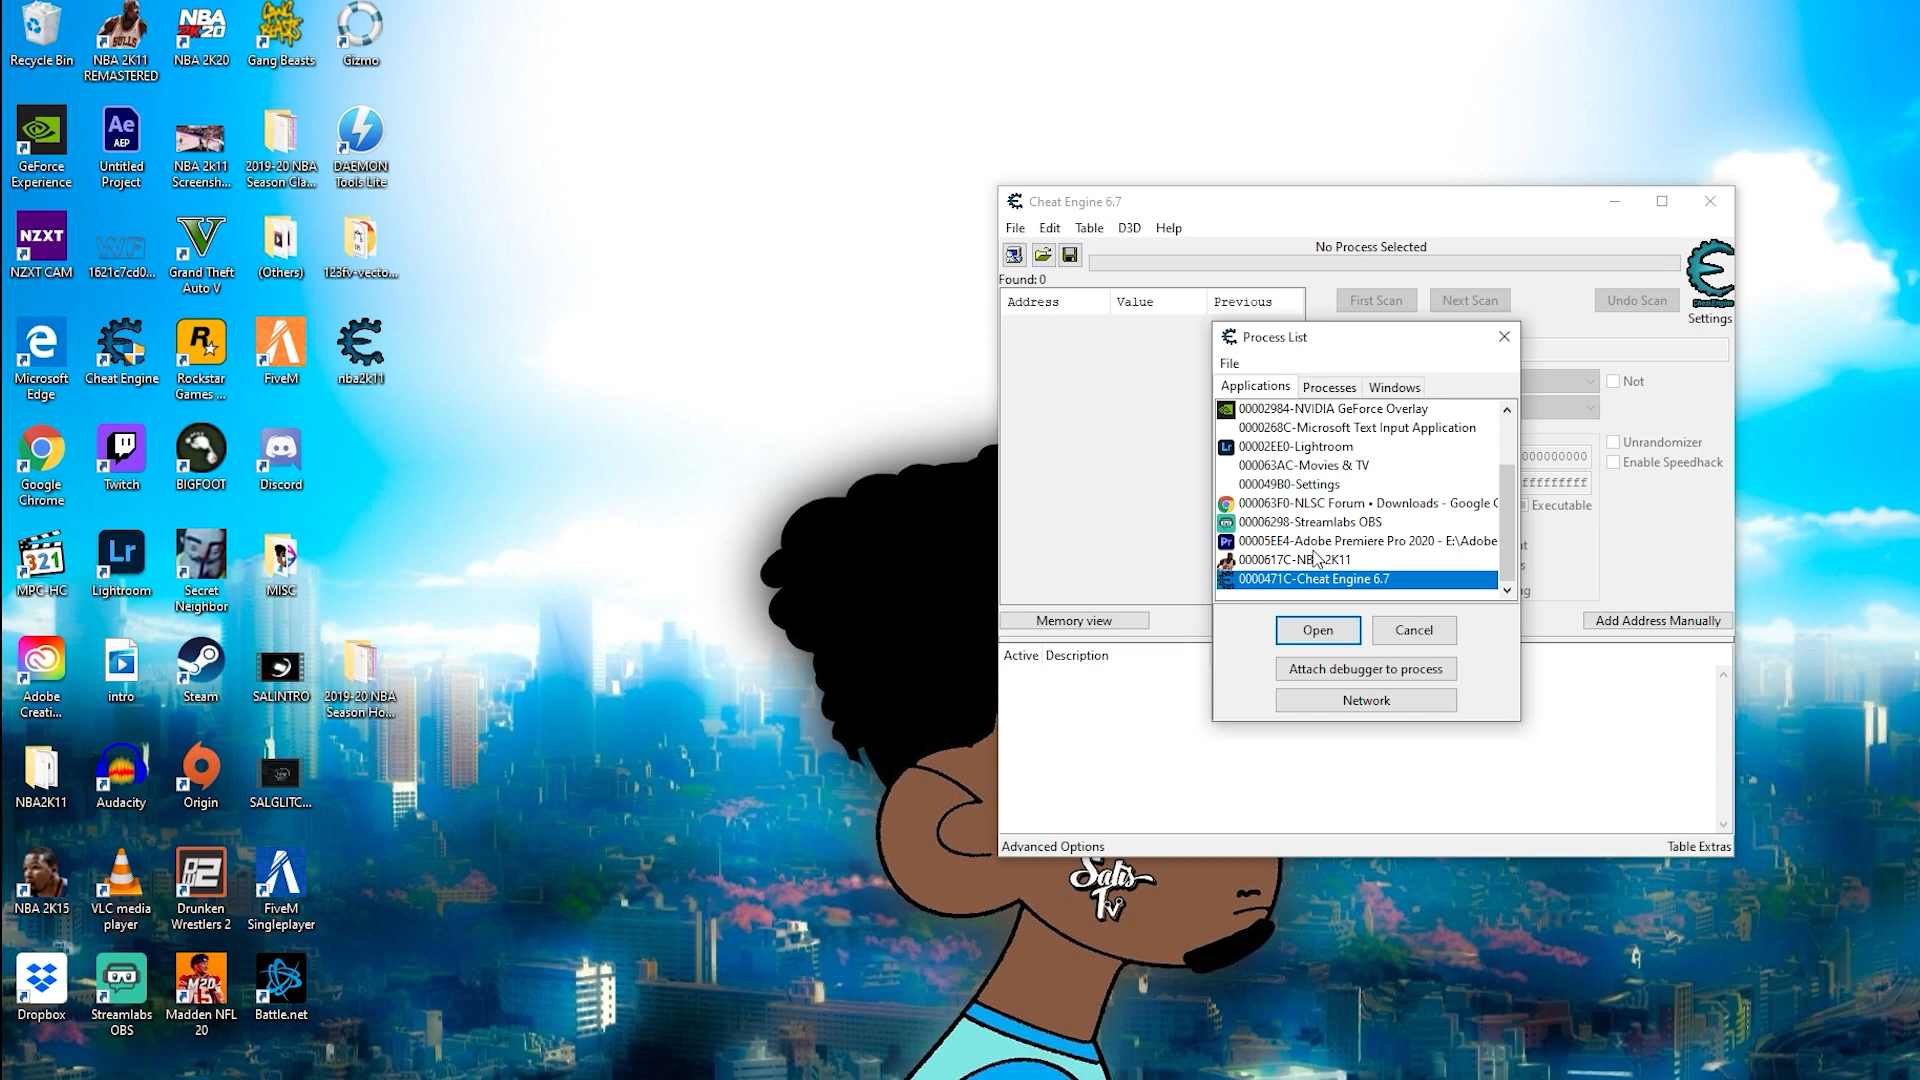 Recycle Bin
NBA 2K11
REMASTERED
NBA 2K20
Gang Beasts
Gizmo
GeForce
Experience
Untitled
Project
NBA 2k11
Screensh...
2019-20 NBA
Season Cla...
DAEMON
Tools Lite
NZXT CAM
1621c7cd0...
Grand Theft
Auto V
(Others)
123fv-vecto...
Microsoft
Edge
Cheat Engine
Rockstar
Games ...
FiveM
nba2k11
Google
Chrome
Twitch
BIGFOOT
Discord
MPC-HC
Lightroom
Secret
Neighbor
MISC
Adobe
Creati...
intro
Steam
SALINTRO
2019-20 NBA
Season Ho...
NBA2K11
Audacity
Origin
SALGLITC...
NBA 2K15
VLC media
player
Drunken
Wrestlers 2
FiveM
Singleplayer
Dropbox
Streamlabs
OBS
Madden NFL
20
Battle.net
Cheat Engine 6.7
File Edit Table D3D Help
No Process Selected
Found: 0
Address Value Previous
First Scan Next Scan Undo Scan
Settings
Not
Unrandomizer
Enable Speedhack
Executable
Process List
File
Applications Processes Windows
00002984-NVIDIA GeForce Overlay
0000268C-Microsoft Text Input Application
00002EE0-Lightroom
000063AC-Movies & TV
000049B0-Settings
000063F0-NLSC Forum • Downloads - Google C
00006298-Streamlabs OBS
00005EE4-Adobe Premiere Pro 2020 - E:\Adobe
0000617C-NBA 2K11
0000471C-Cheat Engine 6.7
Open Cancel
Attach debugger to process
Network
Memory view
Add Address Manually
Active Description
Advanced Options
Table Extras
Salis
Tv